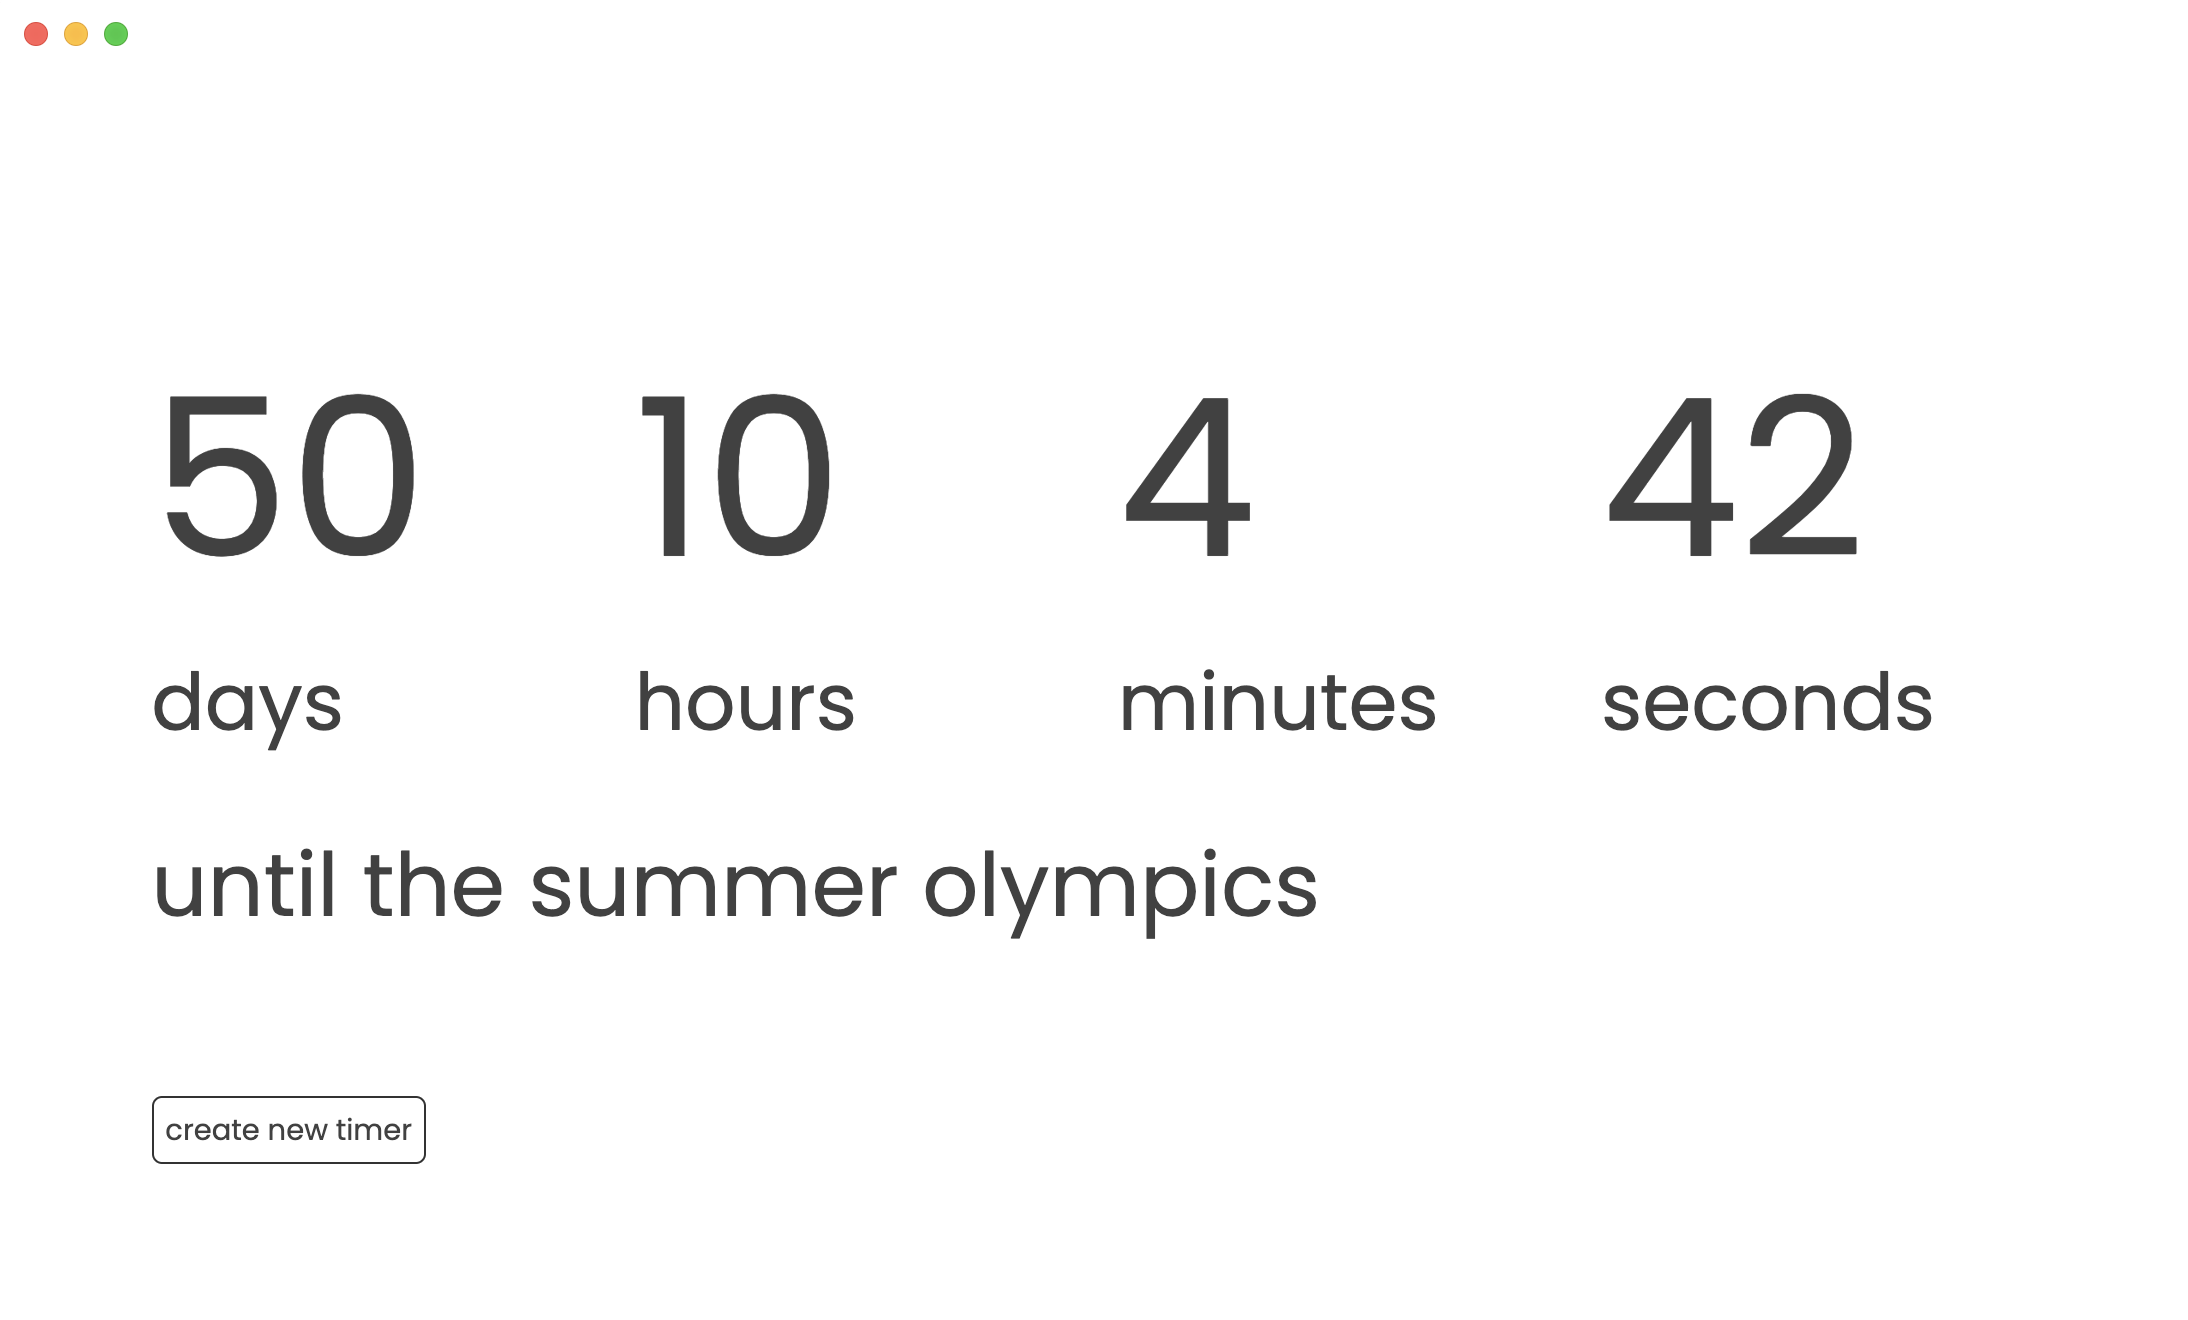 50 10 4 42
days hours minutes seconds
until the summer olympics
create new timer